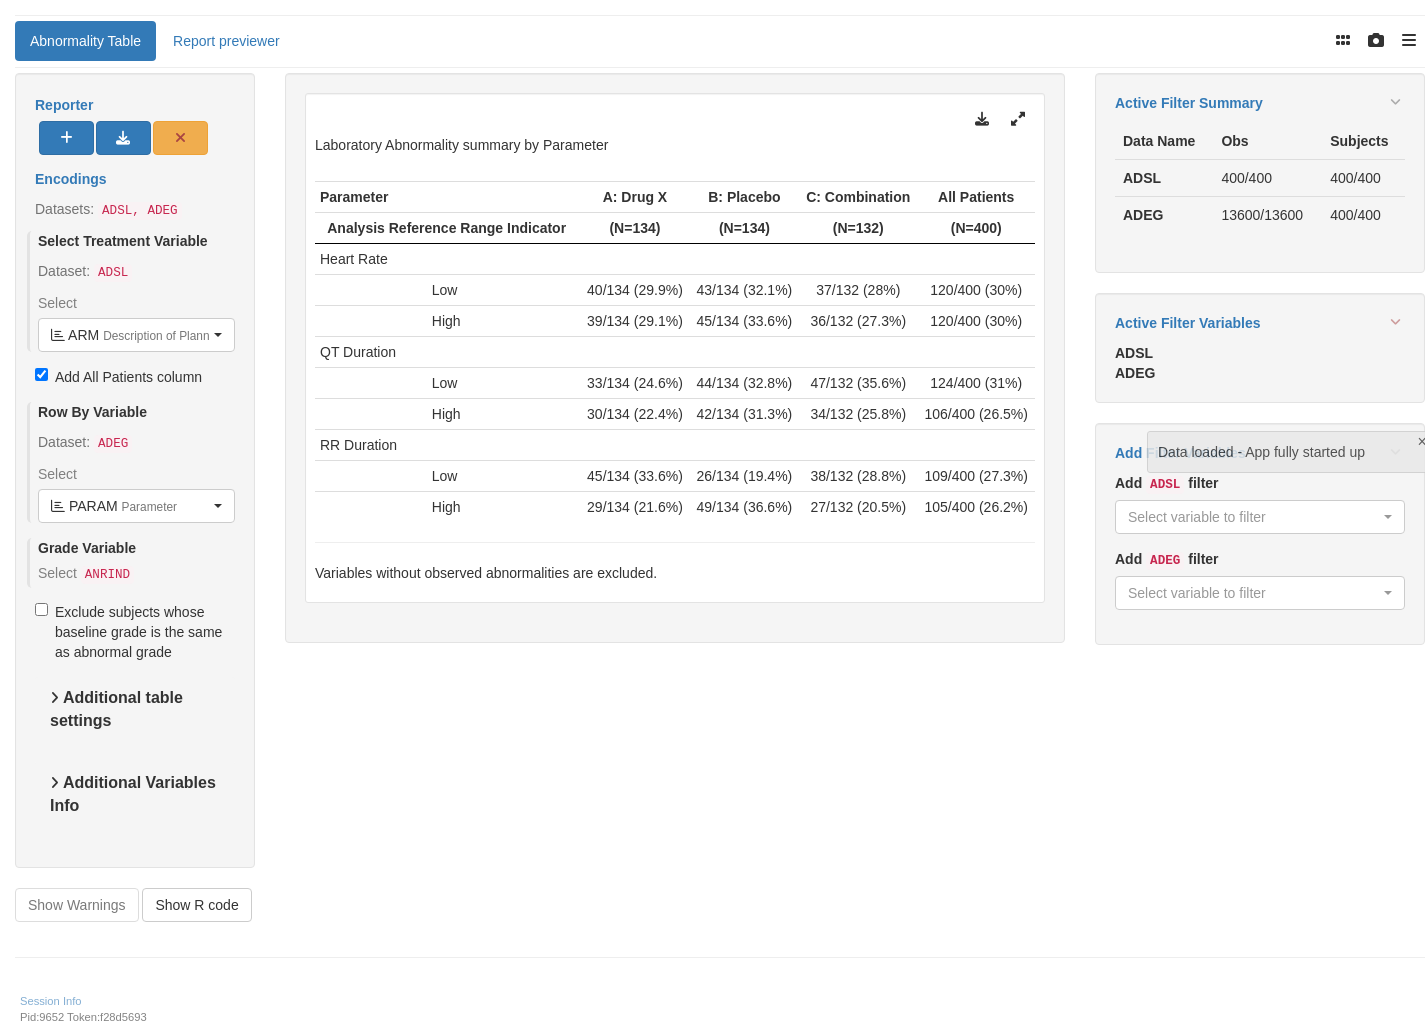 Abnormality Table Report previewer
Reporter
Encodings
Datasets: ADSL, ADEG
Select Treatment Variable
Dataset: ADSL
Select
ARM Description of Plann
Add All Patients column
Row By Variable
Dataset: ADEG
Select
PARAM Parameter
Grade Variable
Select ANRIND
Exclude subjects whose
baseline grade is the same
as abnormal grade
Additional table
settings
Additional Variables
Info
Show Warnings Show R code
Laboratory Abnormality summary by Parameter
Parameter A: Drug X B: Placebo C: Combination All Patients
Analysis Reference Range Indicator (N=134) (N=134) (N=132) (N=400)
Heart Rate
Low 40/134 (29.9%) 43/134 (32.1%) 37/132 (28%) 120/400 (30%)
High 39/134 (29.1%) 45/134 (33.6%) 36/132 (27.3%) 120/400 (30%)
QT Duration
Low 33/134 (24.6%) 44/134 (32.8%) 47/132 (35.6%) 124/400 (31%)
High 30/134 (22.4%) 42/134 (31.3%) 34/132 (25.8%) 106/400 (26.5%)
RR Duration
Low 45/134 (33.6%) 26/134 (19.4%) 38/132 (28.8%) 109/400 (27.3%)
High 29/134 (21.6%) 49/134 (36.6%) 27/132 (20.5%) 105/400 (26.2%)
Variables without observed abnormalities are excluded.
Active Filter Summary
Data Name Obs Subjects
ADSL 400/400 400/400
ADEG 13600/13600 400/400
Active Filter Variables
ADSL
ADEG
Add
Data loaded - App fully started up ×
Add ADSL filter
Select variable to filter
Add ADEG filter
Select variable to filter
Session Info
Pid:9652 Token:f28d5693